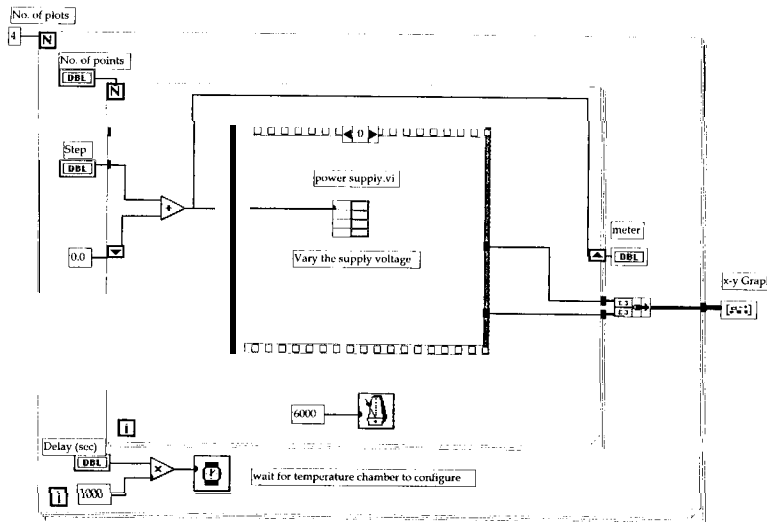 No. of plots
4
N
No. of points
DBL
N
0
Step
DBL
power supply.vi
+
meter
0.0
Vary the supply voltage
DBL
x-y Grap
6000
i
Delay (sec)
DBL
×
wait for temperature chamber to configure
i
1000